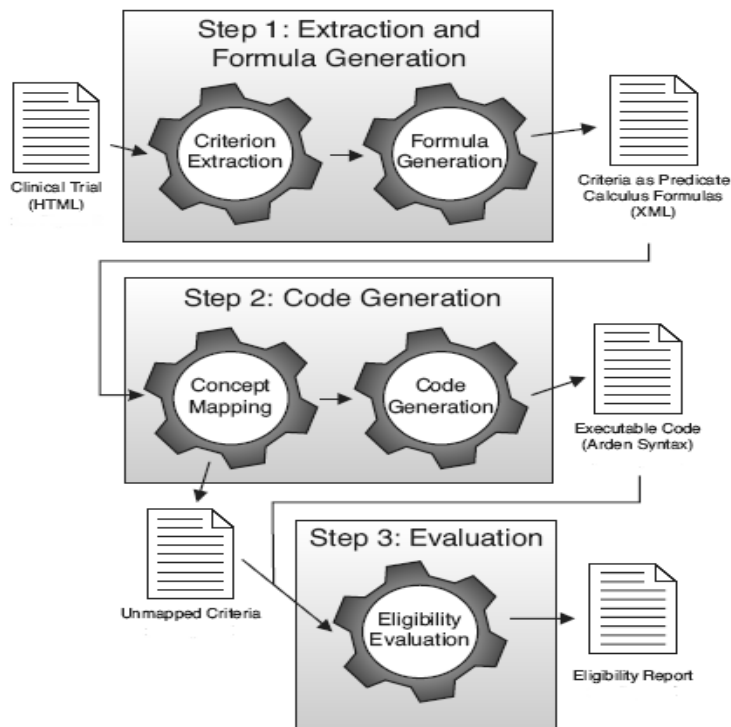 Step 1: Extraction and
Formula Generation
Criterion
Extraction
Formula
Generation
Clinical Trial
(HTML)
Criteria as Predicate
Calculus Formulas
(XML)
Step 2: Code Generation
Concept
Mapping
Code
Generation
Executable Code
(Arden Syntax)
Unmapped Criteria
Step 3: Evaluation
Eligibility
Evaluation
Eligibility Report